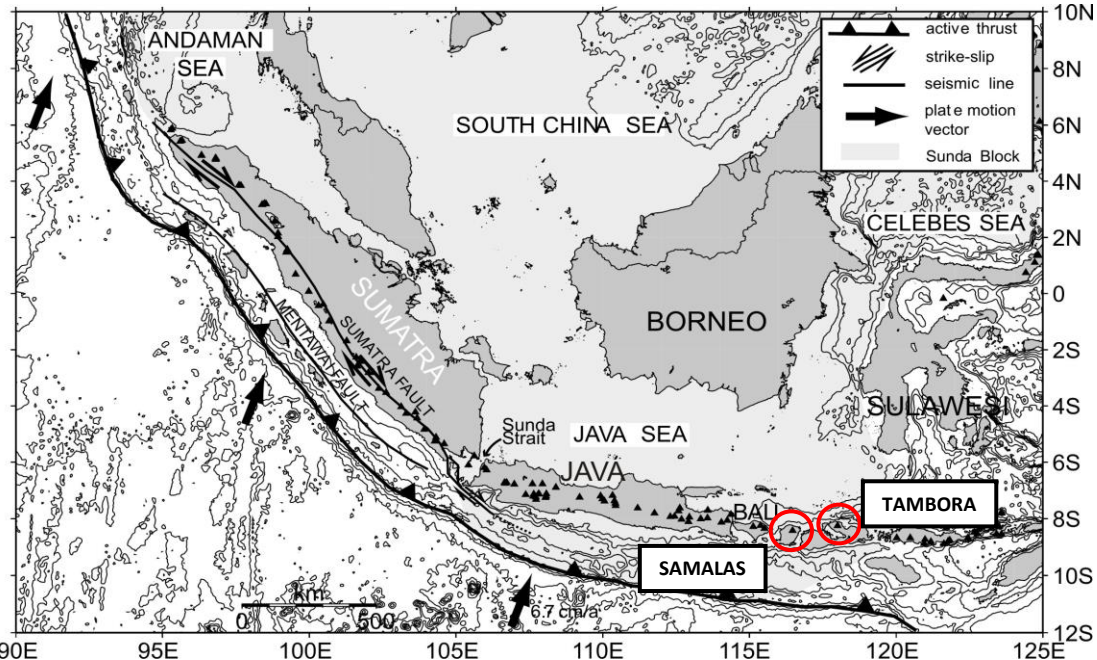 10N
8N
6N
4N
2N
0
2S
4S
6S
8S
10S
12S
90E
95E
100E
105E
110E
115E
120E
125E
ANDAMAN
SEA
SOUTH CHINA SEA
active thrust
strike-slip
seismic line
plate motion
vector
Sunda Block
CELEBES SEA
SUMATRA
BORNEO
MENTAWAI FAULT
SUMATRA FAULT
SULAWESI
Sunda
Strait
JAVA SEA
JAVA
BALI
TAMBORA
SAMALAS
km
0
500
6.7 cm/a